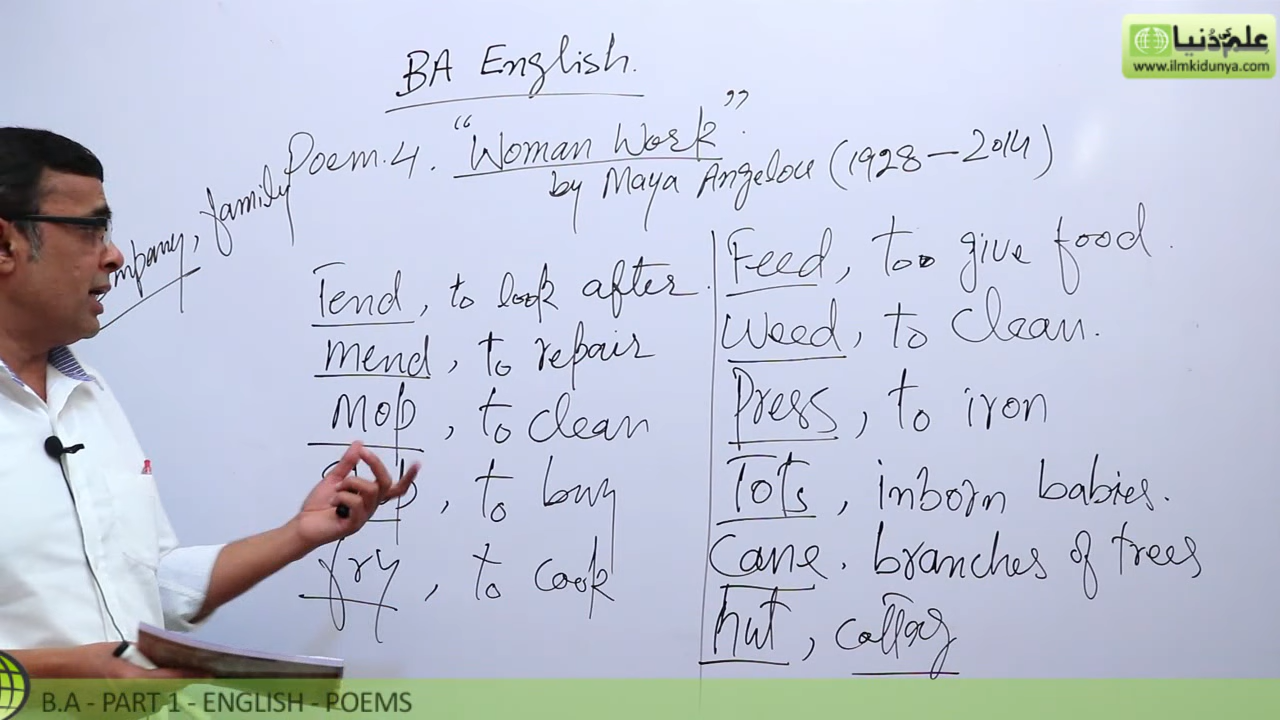 علم کی دُنیا
www.ilmkidunya.com
BA English.
Poem.4. "Woman Work".
by Maya Angelou (1928-2014)
family
Tend, to look after.
mend, to repair
Mop, to clean
, to buy
fry, to cook
Feed, too give food.
Weed, to clean.
Press, to iron
Tots, inborn babies.
Cane. branches of trees
hut,
B.A - PART 1 - ENGLISH - POEMS